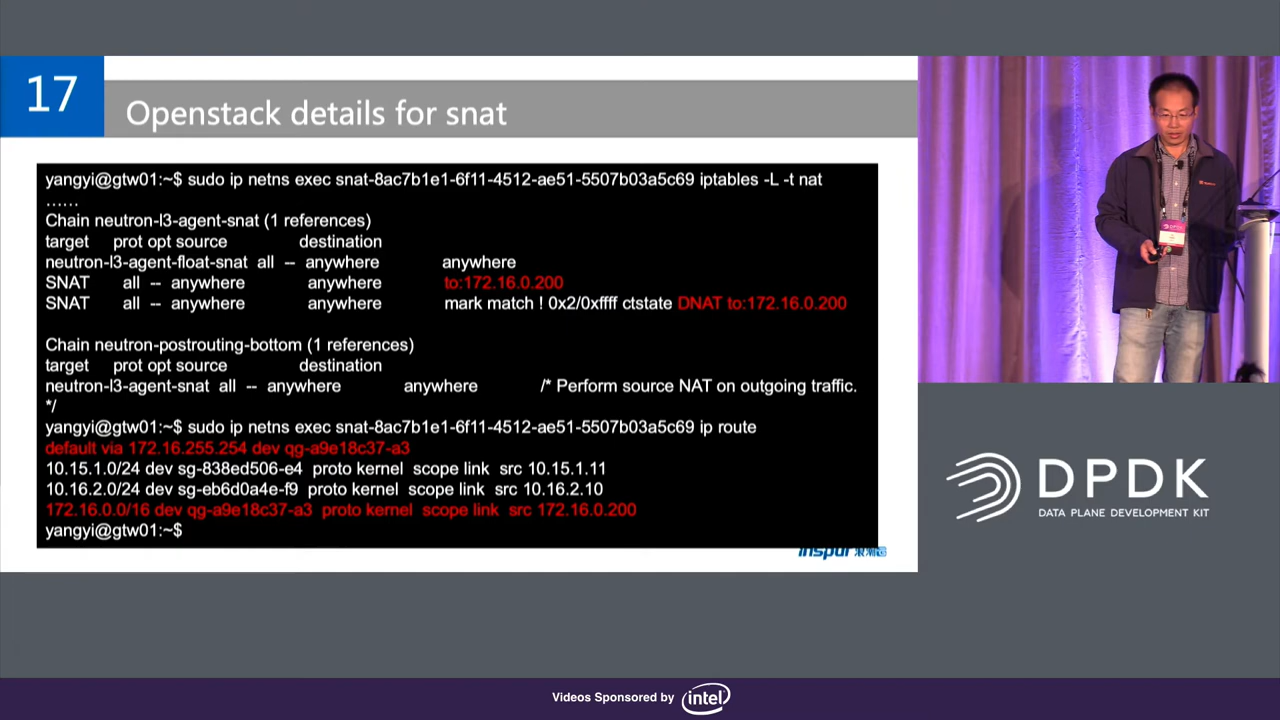 17
Openstack details for snat
yangyi@gtw01:~$ sudo ip netns exec snat-8ac7b1e1-6f11-4512-ae51-5507b03a5c69 iptables -L -t nat
......
Chain neutron-l3-agent-snat (1 references)
target prot opt source destination
neutron-l3-agent-float-snat all -- anywhere anywhere
SNAT all -- anywhere anywhere to:172.16.0.200
SNAT all -- anywhere anywhere mark match ! 0x2/0xffff ctstate DNAT to:172.16.0.200
Chain neutron-postrouting-bottom (1 references)
target prot opt source destination
neutron-l3-agent-snat all -- anywhere anywhere /* Perform source NAT on outgoing traffic.
*/
yangyi@gtw01:~$ sudo ip netns exec snat-8ac7b1e1-6f11-4512-ae51-5507b03a5c69 ip route
default via 172.16.255.254 dev qg-a9e18c37-a3
10.15.1.0/24 dev sg-838ed506-e4 proto kernel scope link src 10.15.1.11
10.16.2.0/24 dev sg-eb6d0a4e-f9 proto kernel scope link src 10.16.2.10
172.16.0.0/16 dev qg-a9e18c37-a3 proto kernel scope link src 172.16.0.200
yangyi@gtw01:~$
inspur 浪潮
DPDK
DATA PLANE DEVELOPMENT KIT
DPDK
Videos Sponsored by intel